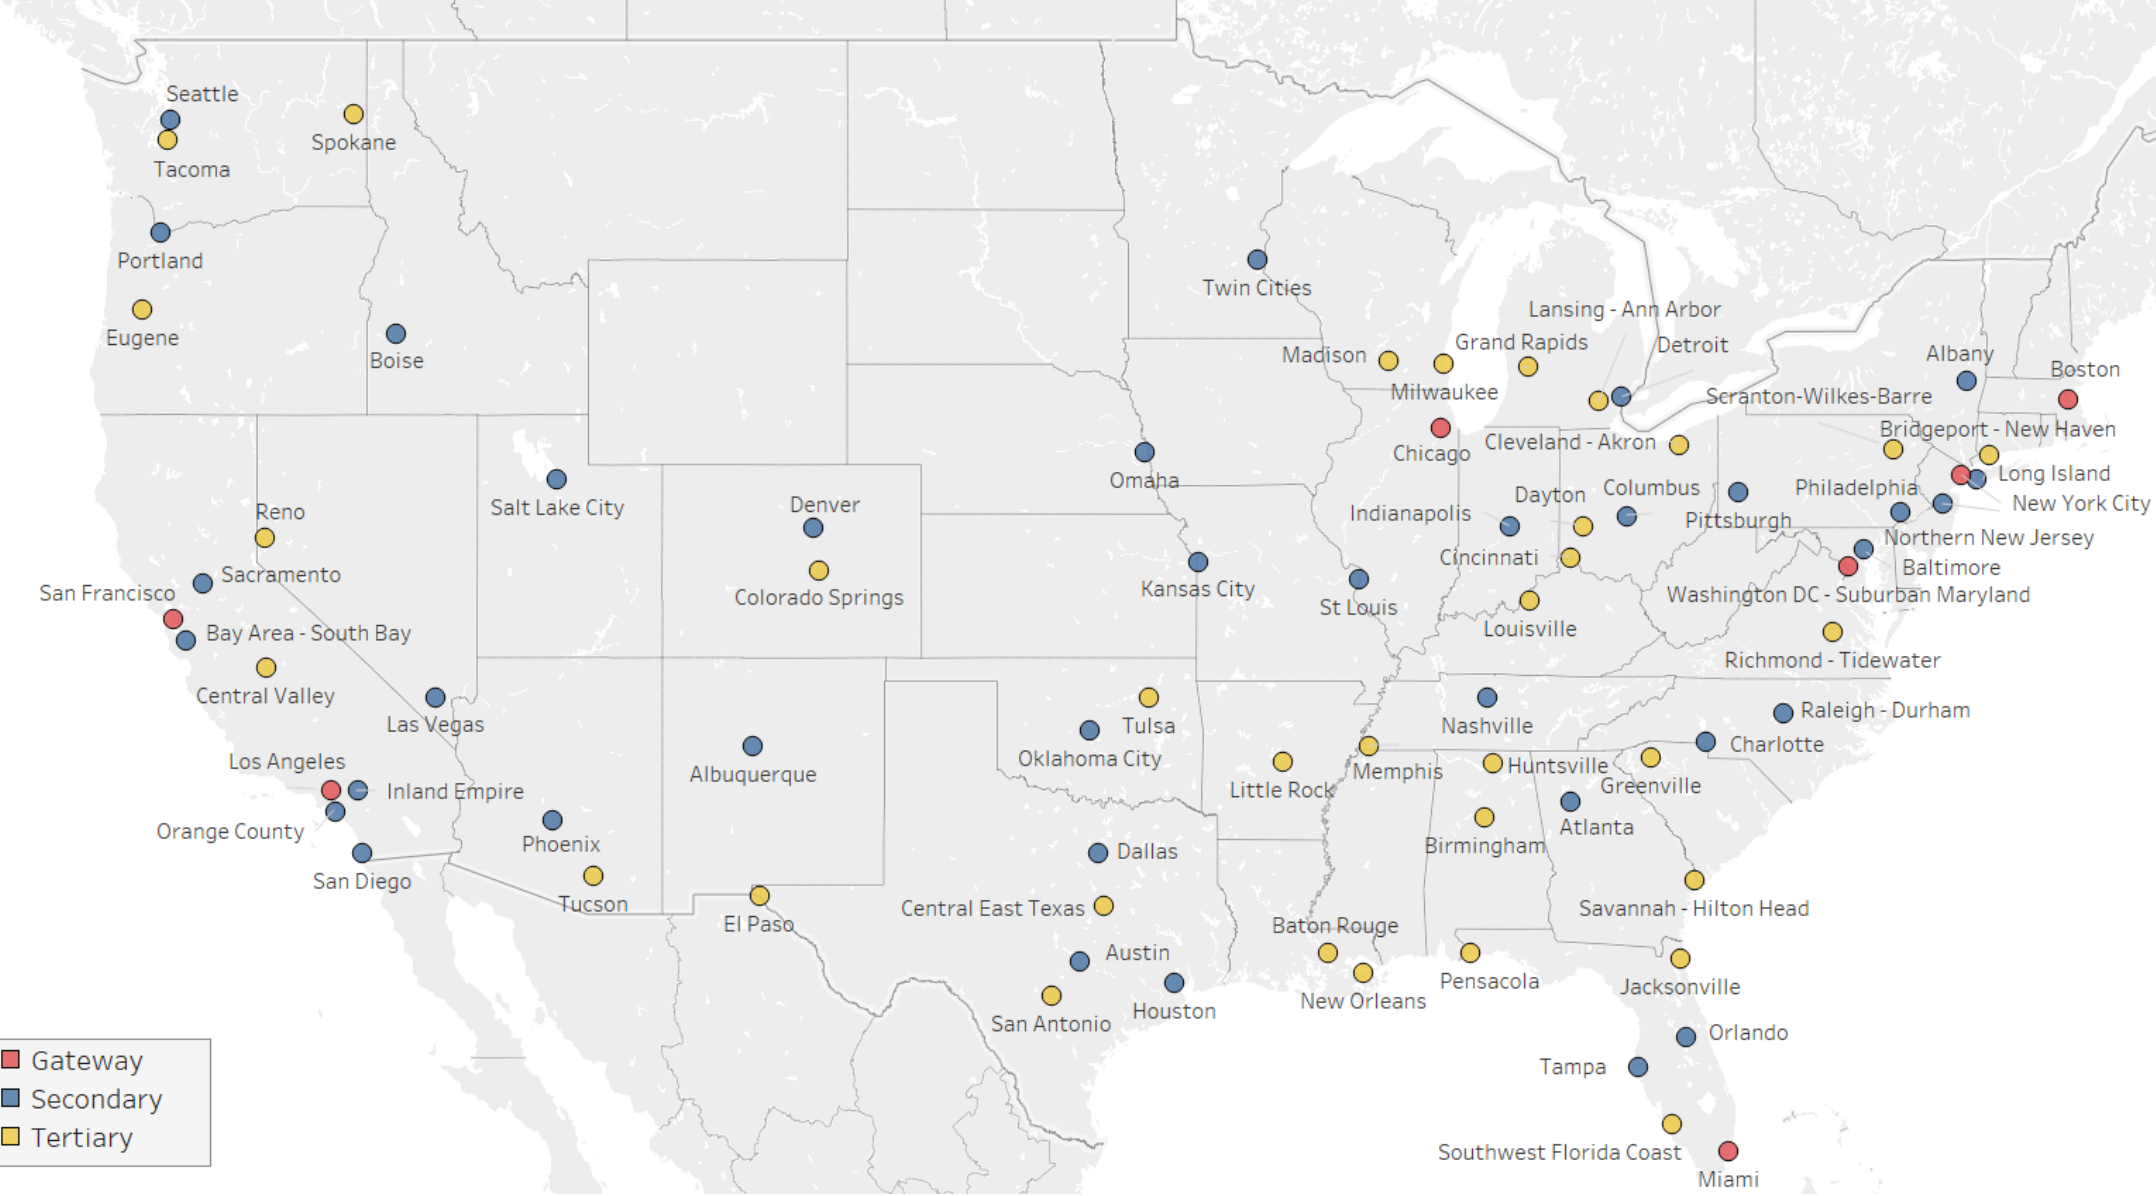 Seattle
Spokane
Tacoma
Portland
Eugene
Boise
Twin Cities
Lansing - Ann Arbor
Grand Rapids
Detroit
Madison
Milwaukee
Albany
Boston
Scranton-Wilkes-Barre
Bridgeport - New Haven
Cleveland - Akron
Chicago
Omaha
Long Island
New York City
Salt Lake City
Denver
Dayton
Columbus
Philadelphia
Reno
Indianapolis
Pittsburgh
Northern New Jersey
Cincinnati
Baltimore
Sacramento
San Francisco
Colorado Springs
Kansas City
St Louis
Washington DC - Suburban Maryland
Louisville
Bay Area - South Bay
Richmond - Tidewater
Central Valley
Las Vegas
Tulsa
Nashville
Raleigh - Durham
Los Angeles
Albuquerque
Oklahoma City
Memphis
Huntsville
Charlotte
Greenville
Inland Empire
Little Rock
Orange County
Phoenix
Atlanta
Birmingham
Dallas
San Diego
Tucson
El Paso
Central East Texas
Savannah - Hilton Head
Baton Rouge
Austin
Pensacola
Jacksonville
New Orleans
Houston
San Antonio
Orlando
Tampa
Southwest Florida Coast
Miami
Gateway
Secondary
Tertiary